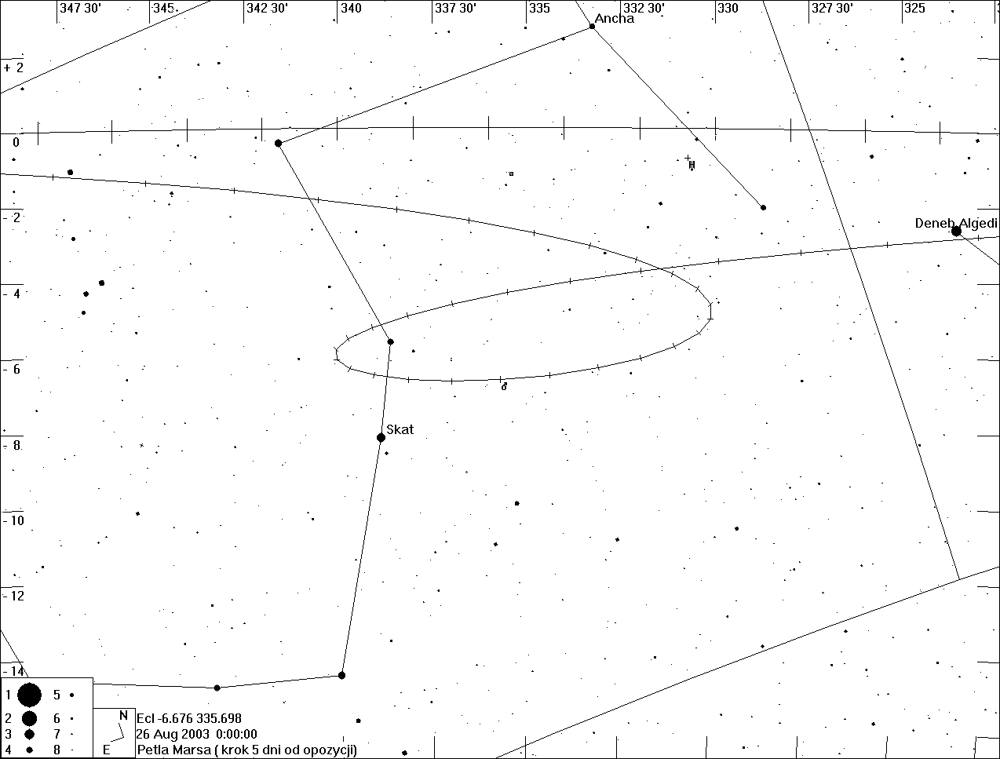 347 30' 345 342 30' 340 337 30' 335 332 30' 330 327 30' 325
Ancha
+ 2
0
- 2
Deneb Algedi
- 4
- 6
Skat
- 8
- 10
- 12
- 14
1 5
2 6
3 7
4 8
N
E
Ecl -6.676 335.698
26 Aug 2003 0:00:00
Petla Marsa ( krok 5 dni od opozycji)